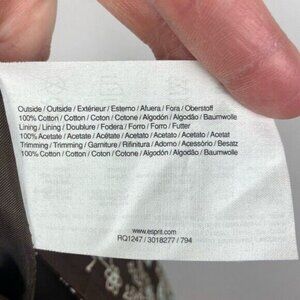 Outside / Outside / Extérieur / Esterno / Afuera / Fora / Oberstoff
100% Cotton / Cotton / Coton / Cotone / Algodón / Algodão / Baumwolle
Lining / Lining / Doublure / Fodera / Forro / Forro / Futter
100% Acetate / Acetate / Acétate / Acetato / Acetato / Acetato / Acetat
Trimming / Trimming / Garniture / Rifinitura / Adorno / Acessório / Besatz
100% Cotton / Cotton / Coton / Cotone / Algodón / Algodão / Baumwolle
www.esprit.com
RQ1247 / 3018277 / 794